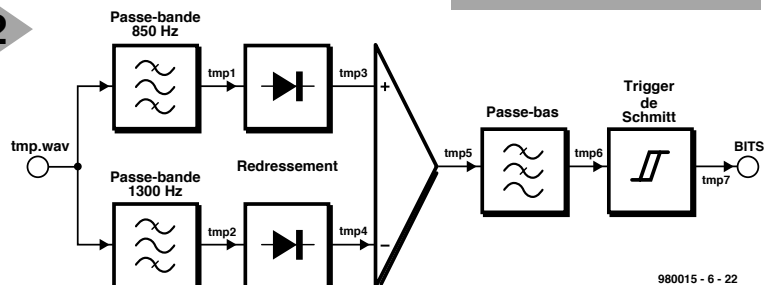 2
Passe-bande
850 Hz
tmp1
tmp3
+
Trigger
de
Schmitt
Passe-bas
tmp.wav
BITS
tmp5
tmp6
tmp7
Redressement
Passe-bande
1300 Hz
tmp2
tmp4
−
980015 - 6 - 22